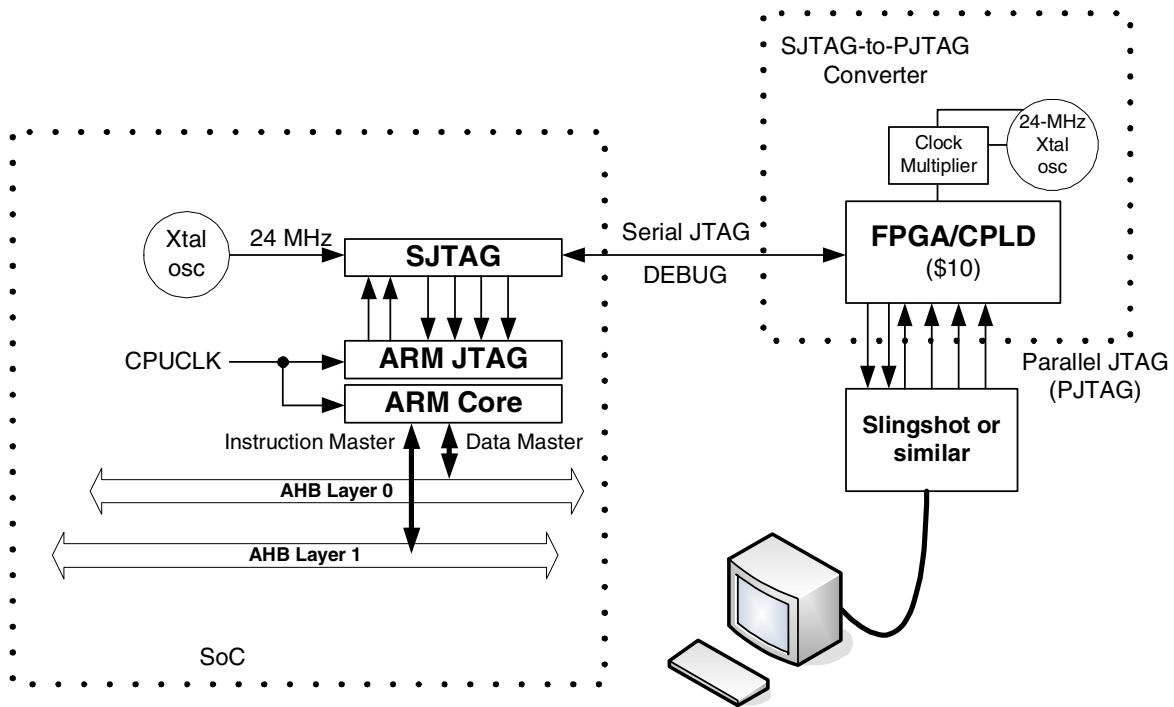 SJTAG-to-PJTAG
Converter
24-MHz
Xtal
osc
Clock
Multiplier
Xtal
osc
24 MHz
SJTAG
Serial JTAG
DEBUG
FPGA/CPLD
($10)
CPUCLK
ARM JTAG
ARM Core
Parallel JTAG
(PJTAG)
Instruction Master
Data Master
Slingshot or
similar
AHB Layer 0
AHB Layer 1
SoC